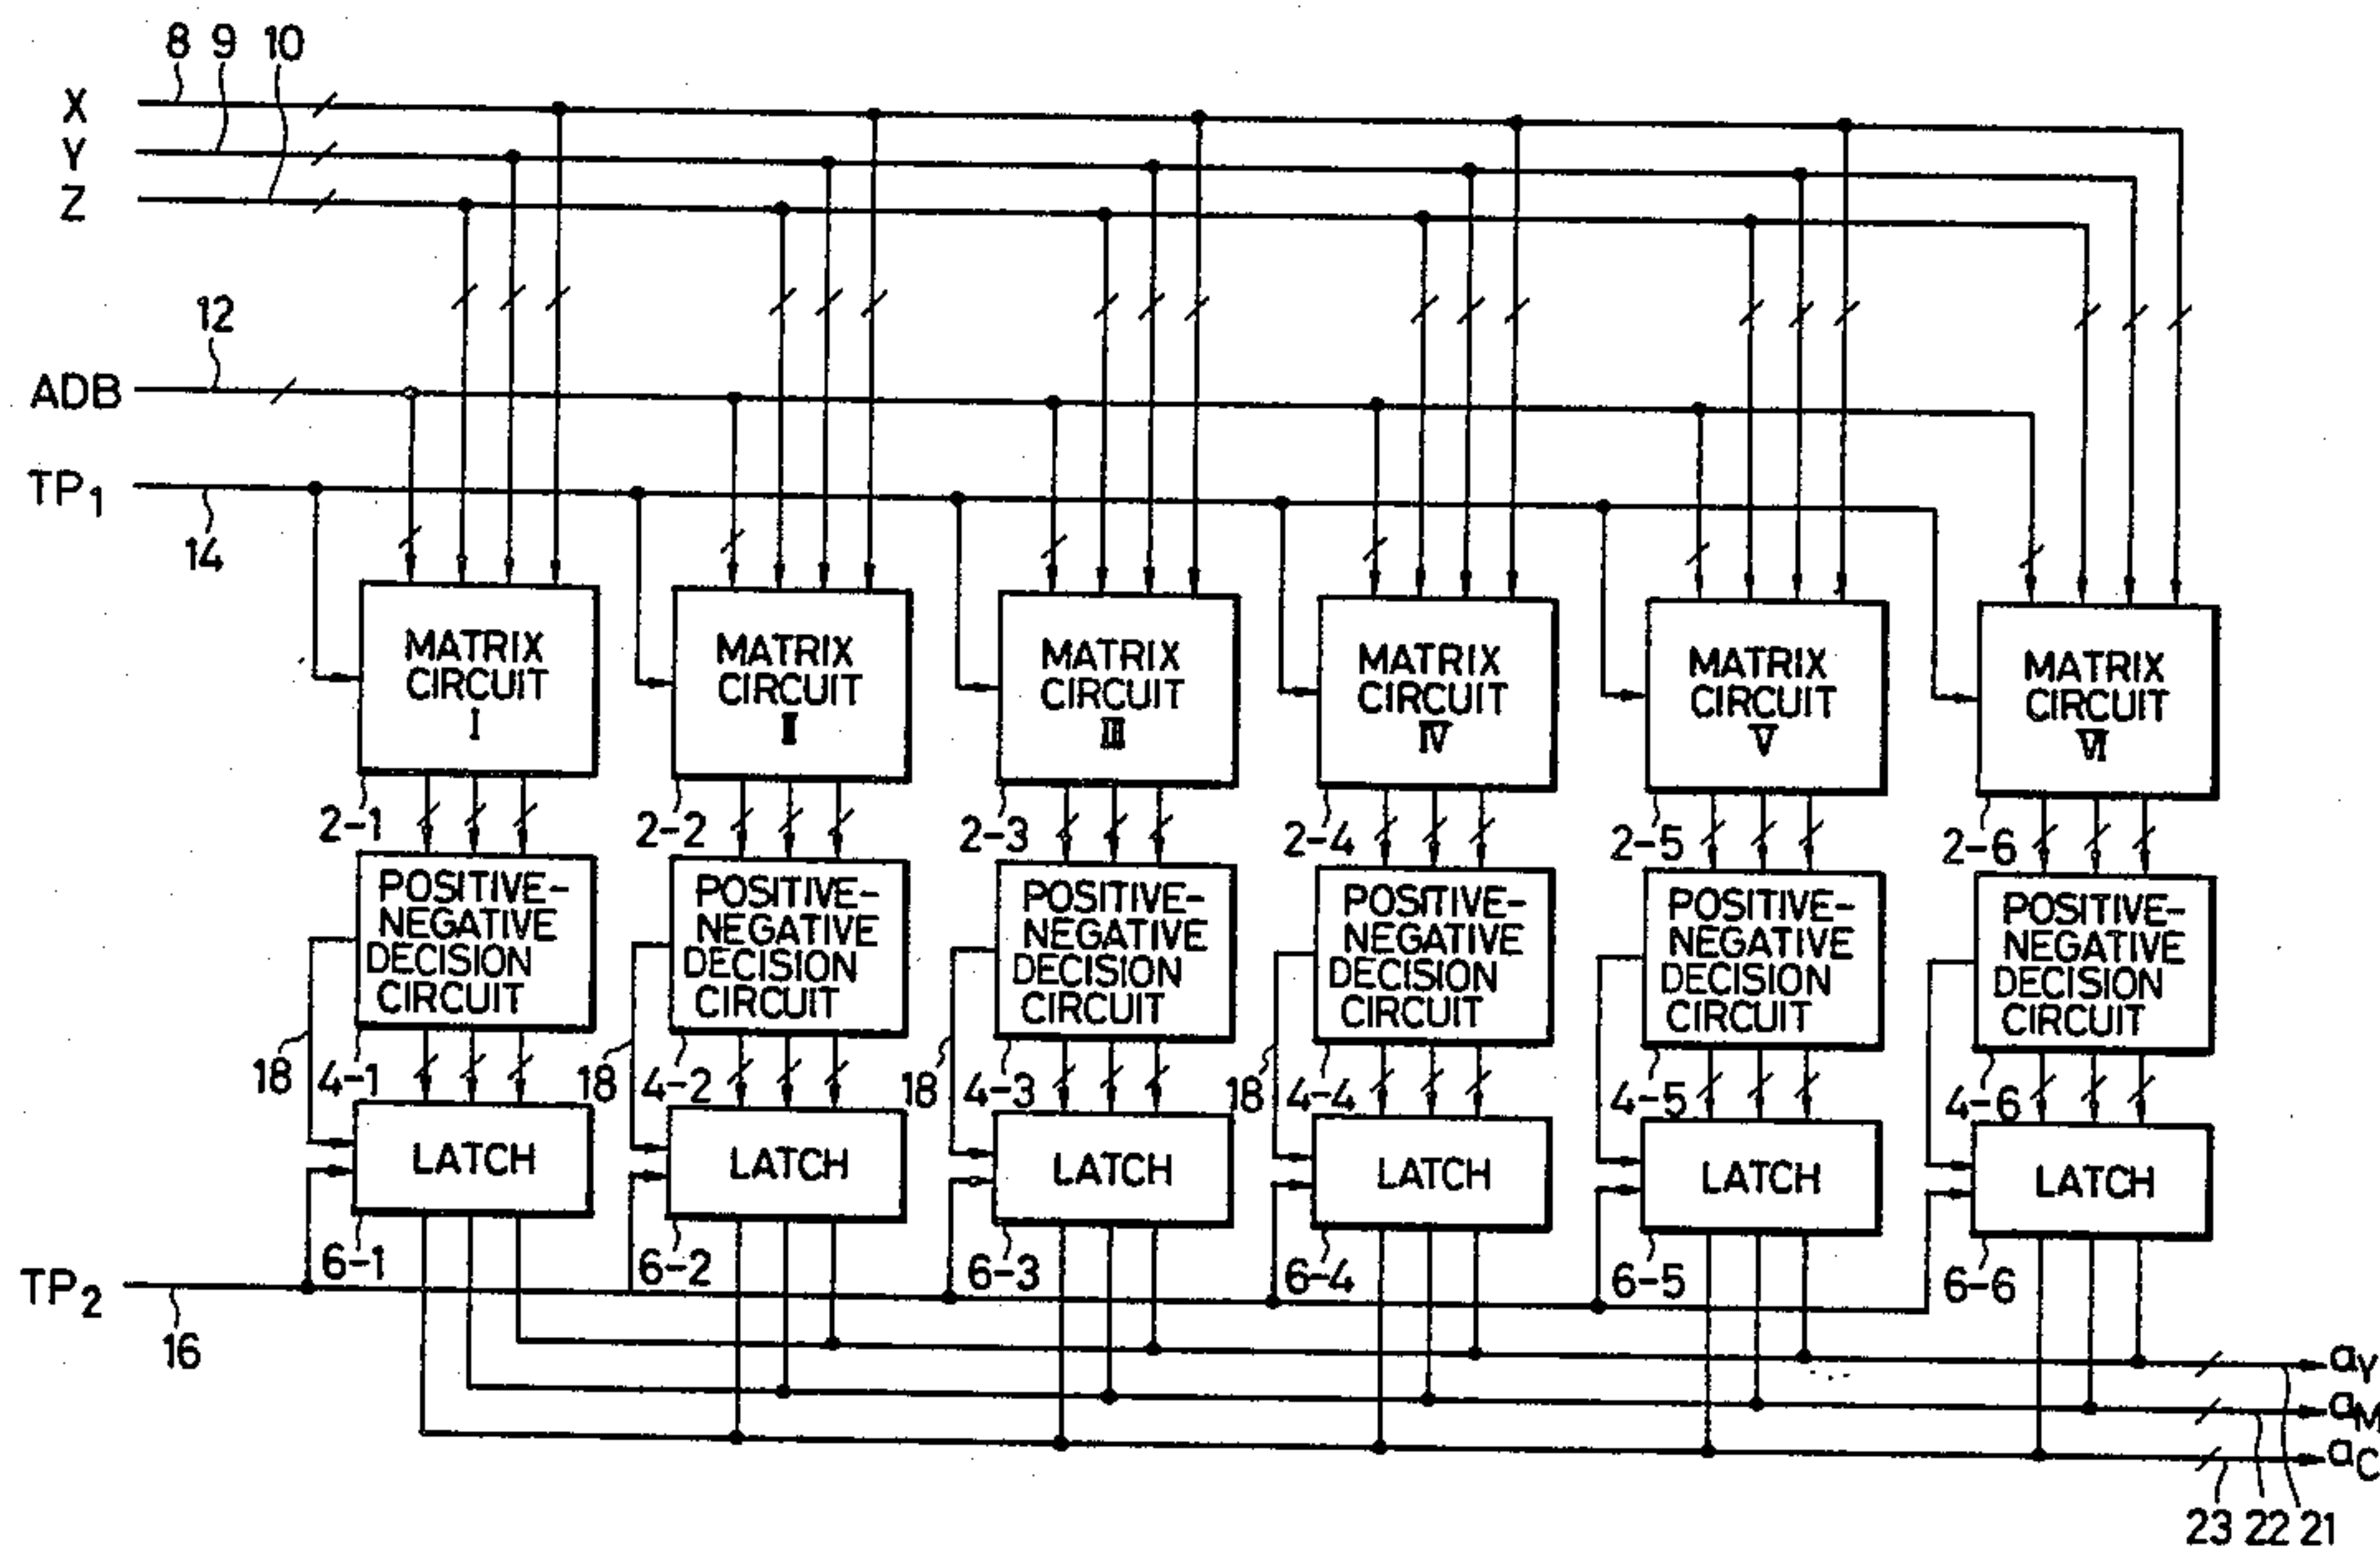 8 9 10
X
Y
Z
12
ADB
TP1
14
MATRIX
CIRCUIT
I
MATRIX
CIRCUIT
II
MATRIX
CIRCUIT
III
MATRIX
CIRCUIT
IV
MATRIX
CIRCUIT
V
MATRIX
CIRCUIT
VI
2-1 2-2 2-3 2-4 2-5 2-6
POSITIVE-
NEGATIVE
DECISION
CIRCUIT
POSITIVE-
NEGATIVE
DECISION
CIRCUIT
POSITIVE-
NEGATIVE
DECISION
CIRCUIT
POSITIVE-
NEGATIVE
DECISION
CIRCUIT
POSITIVE-
NEGATIVE
DECISION
CIRCUIT
POSITIVE-
NEGATIVE
DECISION
CIRCUIT
18 4-1 18 4-2 18 4-3 18 4-4 4-5 4-6
LATCH LATCH LATCH LATCH LATCH LATCH
6-1 6-2 6-3 6-4 6-5 6-6
TP2
16
aY
aM
aC
23 22 21